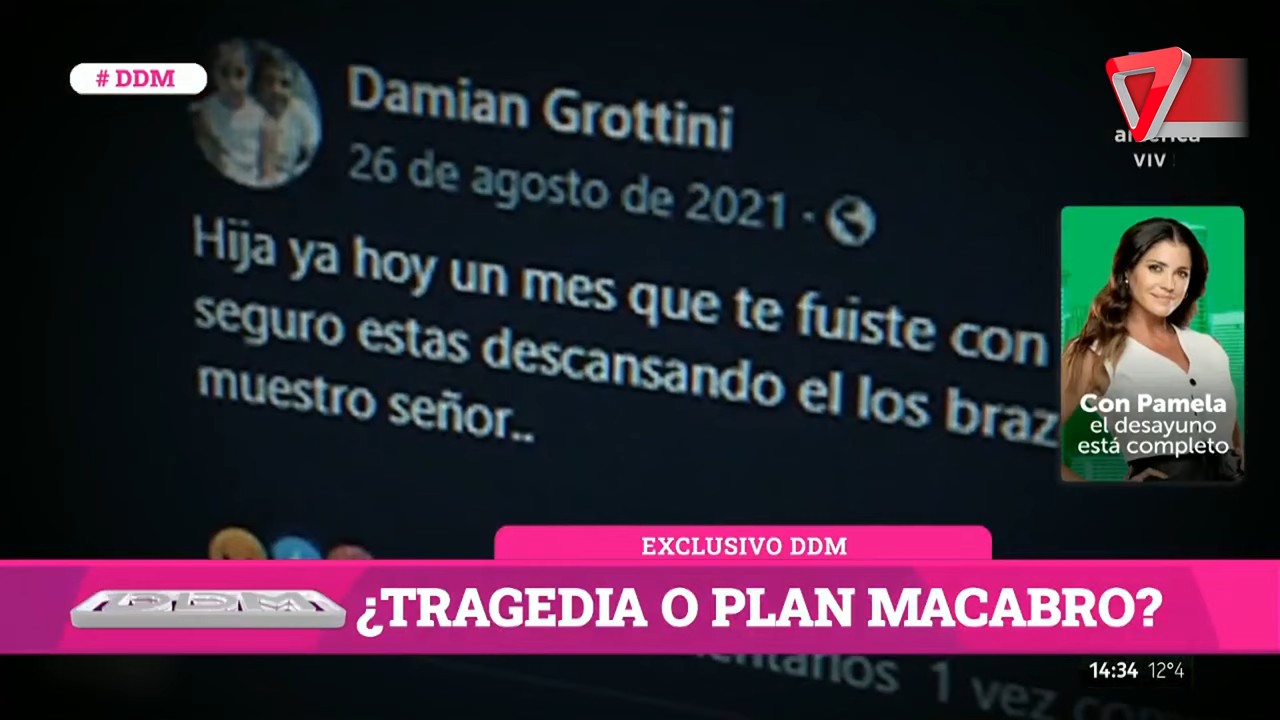 # DDM
Damian Grottini
26 de agosto de 2021 ·
Hija ya hoy un mes que te fuiste con
seguro estas descansando el los braz
muestro señor..
VIV
Con Pamela
el desayuno
está completo
EXCLUSIVO DDM
DDM
¿TRAGEDIA O PLAN MACABRO?
1 vez
14:34 12°4